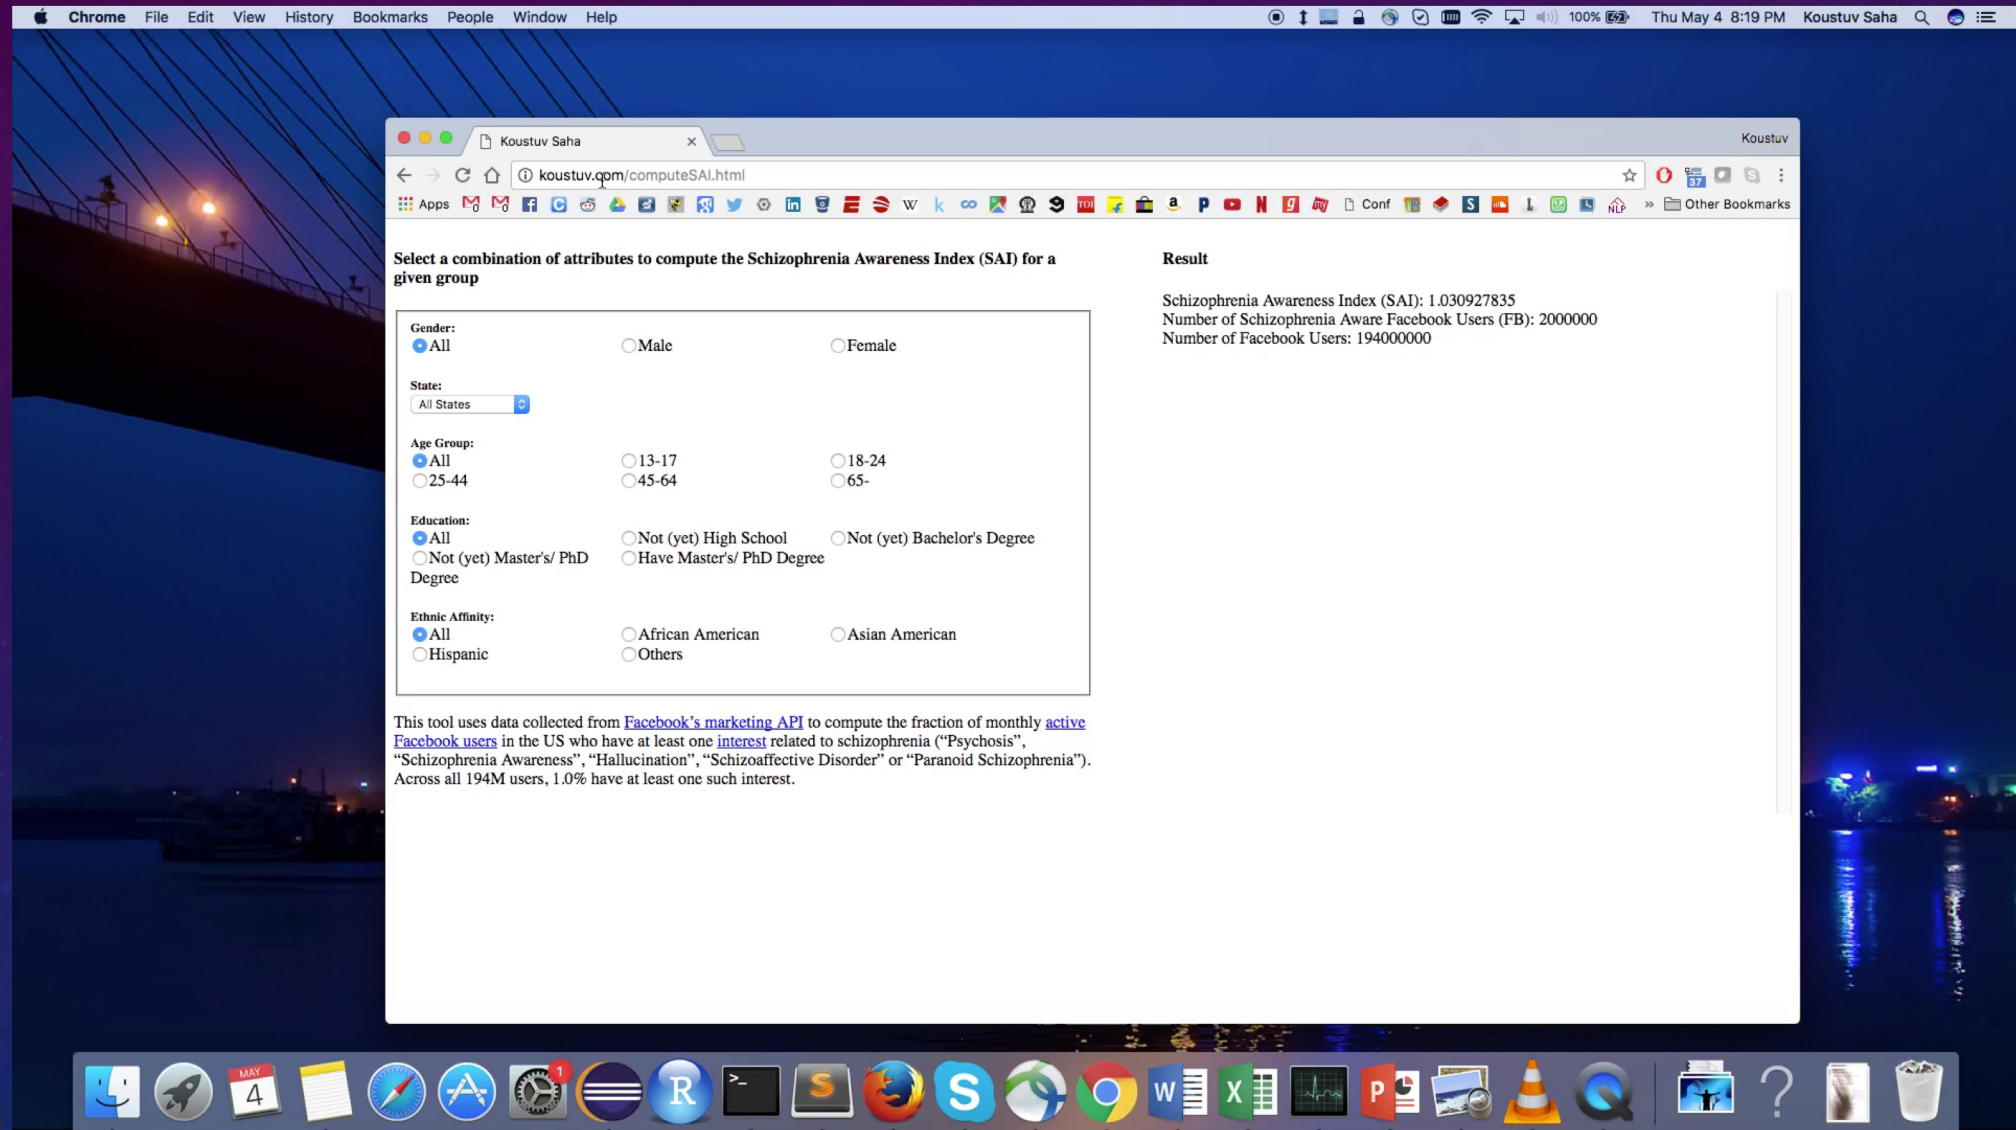 Chrome File Edit View History Bookmarks People Window Help
100% Thu May 4 8:19 PM Koustuv Saha
Koustuv Saha
Koustuv
koustuv.com/computeSAI.html
37
Apps Conf NLP » Other Bookmarks
Select a combination of attributes to compute the Schizophrenia Awareness Index (SAI) for a
given group
Gender:
All Male Female
State:
All States
Age Group:
All 13-17 18-24
25-44 45-64 65-
Education:
All Not (yet) High School Not (yet) Bachelor's Degree
Not (yet) Master's/ PhD Have Master's/ PhD Degree
Degree
Ethnic Affinity:
All African American Asian American
Hispanic Others
This tool uses data collected from Facebook’s marketing API to compute the fraction of monthly active
Facebook users in the US who have at least one interest related to schizophrenia (“Psychosis”,
“Schizophrenia Awareness”, “Hallucination”, “Schizoaffective Disorder” or “Paranoid Schizophrenia”).
Across all 194M users, 1.0% have at least one such interest.
Result
Schizophrenia Awareness Index (SAI): 1.030927835
Number of Schizophrenia Aware Facebook Users (FB): 2000000
Number of Facebook Users: 194000000
MAY
4
1